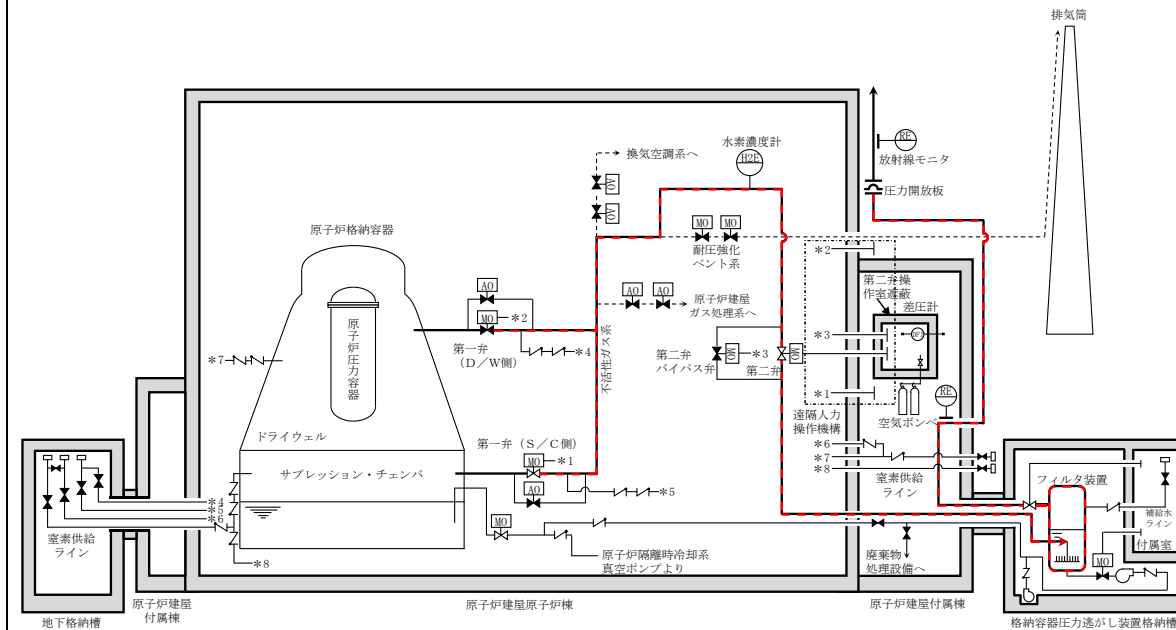 排気筒
水素濃度計
H2E
RE
放射線モニタ
圧力開放板
換気空調系へ
AO
AO
原子炉格納容器
MO
MO
耐圧強化
ベント系
*2
第二弁操
作室遮蔽
差圧計
AO
MO
*2
AO
AO
原子炉建屋
ガス処理系へ
原子炉圧力容器
*7
第一弁
(D/W側)
*4
不活性ガス系
第二弁
バイパス弁
MO
*3
第二弁
MO
*3
DPI
*1
RE
遠隔人力
操作機構
空気ボンベ
ドライウェル
第一弁(S/C側)
MO
*1
サプレッション・チェンバ
AO
*5
*6
*7
*8
窒素供給
ライン
フィルタ装置
*4
*5
*6
補給水
ライン
付属室
窒素供給
ライン
MO
*8
原子炉隔離時冷却系
真空ポンプより
廃棄物
処理設備へ
MO
地下格納槽
原子炉建屋
付属棟
原子炉建屋原子炉棟
原子炉建屋付属棟
格納容器圧力逃がし装置格納槽